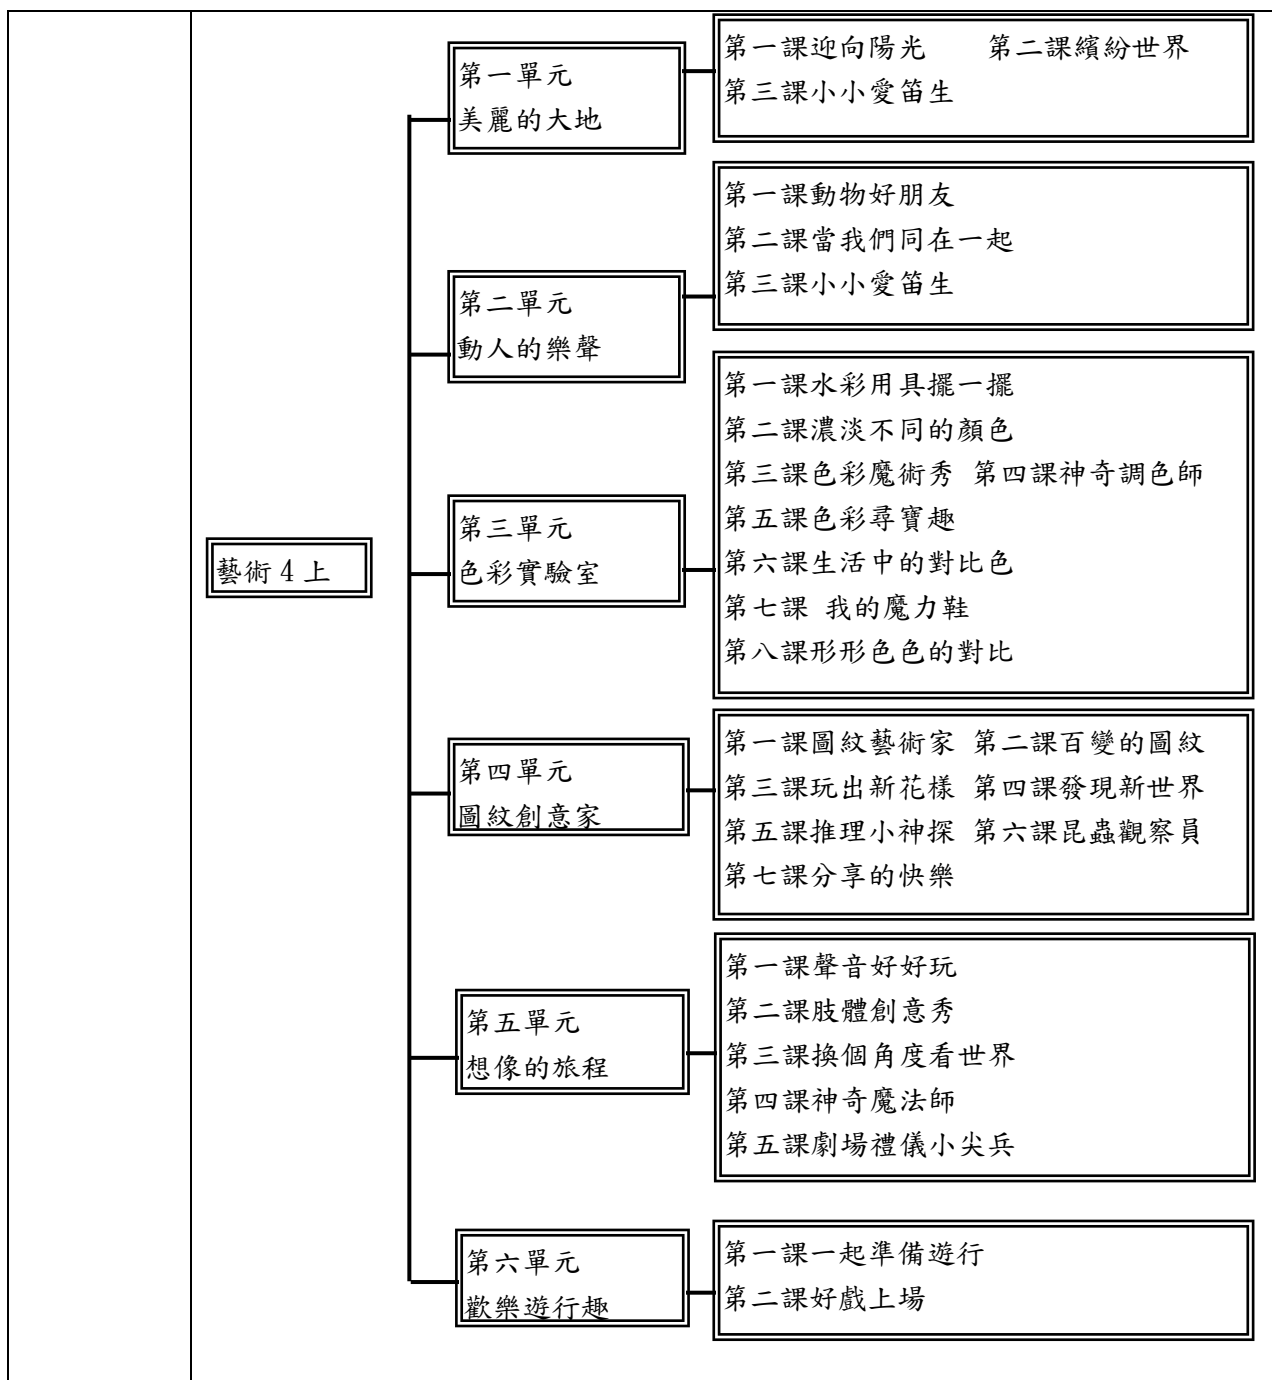 藝術4上
第一單元
美麗的大地
第一課迎向陽光 第二課繽紛世界
第三課小小愛笛生
第二單元
動人的樂聲
第一課動物好朋友
第二課當我們同在一起
第三課小小愛笛生
第三單元
色彩實驗室
第一課水彩用具擺一擺
第二課濃淡不同的顏色
第三課色彩魔術秀 第四課神奇調色師
第五課色彩尋寶趣
第六課生活中的對比色
第七課 我的魔力鞋
第八課形形色色的對比
第四單元
圖紋創意家
第一課圖紋藝術家 第二課百變的圖紋
第三課玩出新花樣 第四課發現新世界
第五課推理小神探 第六課昆蟲觀察員
第七課分享的快樂
第五單元
想像的旅程
第一課聲音好好玩
第二課肢體創意秀
第三課換個角度看世界
第四課神奇魔法師
第五課劇場禮儀小尖兵
第六單元
歡樂遊行趣
第一課一起準備遊行
第二課好戲上場